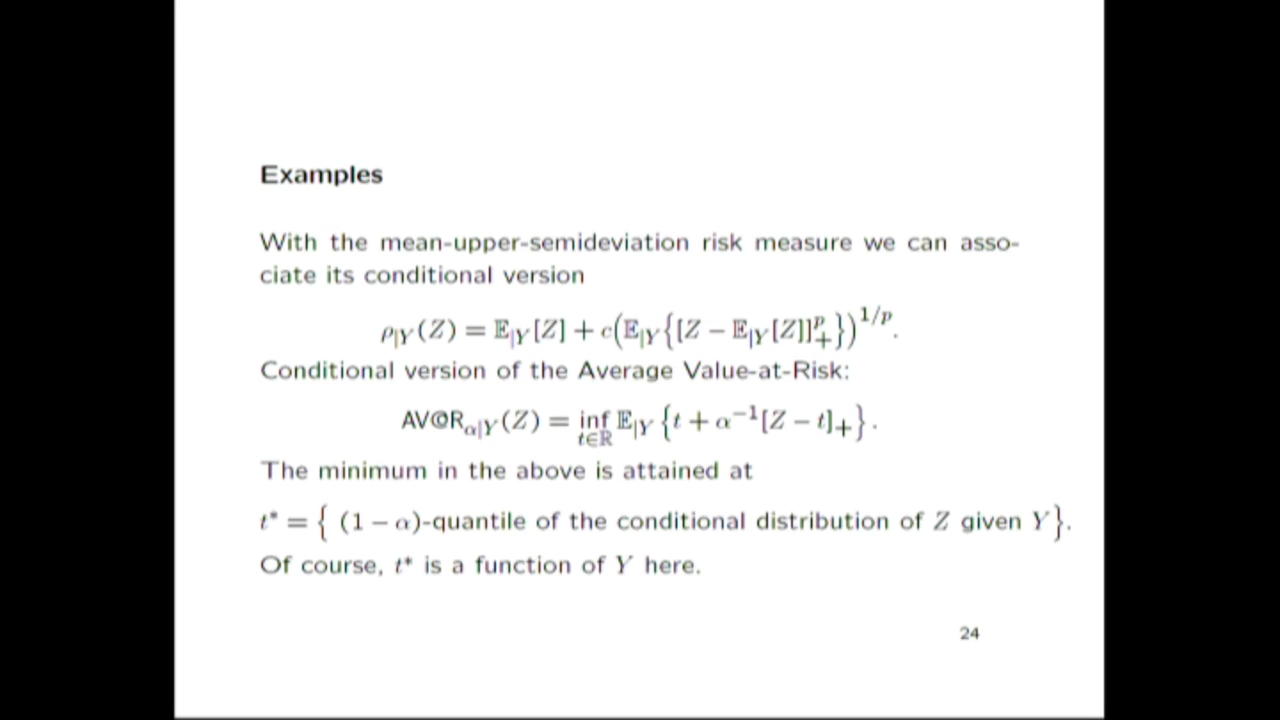 Examples
With the mean-upper-semideviation risk measure we can asso-
ciate its conditional version
ρ|Y(Z) = 𝔼|Y[Z] + c(𝔼|Y{[Z − 𝔼|Y[Z]]₊ᵖ})^{1/p}.
Conditional version of the Average Value-at-Risk:
AV@R_{α|Y}(Z) = inf_{t∈ℝ} 𝔼|Y {t + α⁻¹[Z − t]₊}.
The minimum in the above is attained at
t* = { (1 − α)-quantile of the conditional distribution of Z given Y}.
Of course, t* is a function of Y here.
24